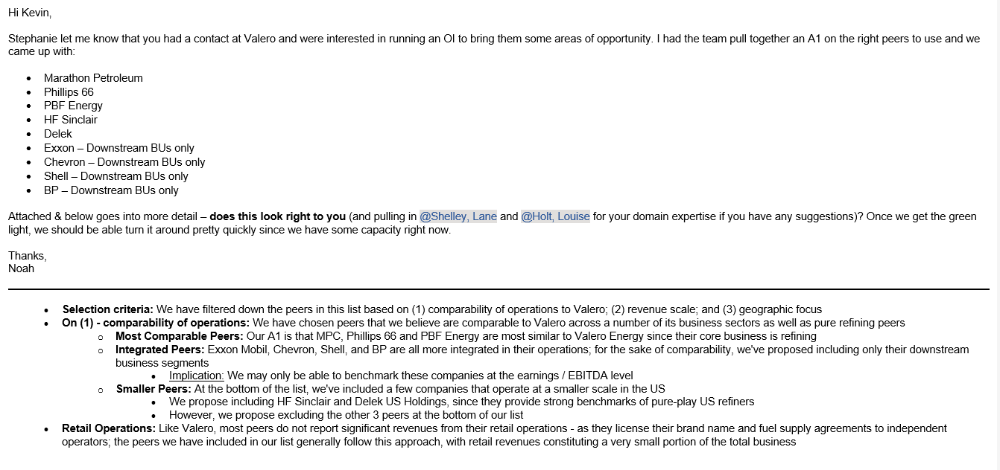 Hi Kevin,
Stephanie let me know that you had a contact at Valero and were interested in running an OI to bring them some areas of opportunity. I had the team pull together an A1 on the right peers to use and we
came up with:
• Marathon Petroleum
• Phillips 66
• PBF Energy
• HF Sinclair
• Delek
• Exxon – Downstream BUs only
• Chevron – Downstream BUs only
• Shell – Downstream BUs only
• BP – Downstream BUs only
Attached & below goes into more detail – does this look right to you (and pulling in @Shelley, Lane and @Holt, Louise for your domain expertise if you have any suggestions)? Once we get the green
light, we should be able turn it around pretty quickly since we have some capacity right now.
Thanks,
Noah
• Selection criteria: We have filtered down the peers in this list based on (1) comparability of operations to Valero; (2) revenue scale; and (3) geographic focus
• On (1) - comparability of operations: We have chosen peers that we believe are comparable to Valero across a number of its business sectors as well as pure refining peers
o Most Comparable Peers: Our A1 is that MPC, Phillips 66 and PBF Energy are most similar to Valero Energy since their core business is refining
o Integrated Peers: Exxon Mobil, Chevron, Shell, and BP are all more integrated in their operations; for the sake of comparability, we've proposed including only their downstream
business segments
• Implication: We may only be able to benchmark these companies at the earnings / EBITDA level
o Smaller Peers: At the bottom of the list, we've included a few companies that operate at a smaller scale in the US
• We propose including HF Sinclair and Delek US Holdings, since they provide strong benchmarks of pure-play US refiners
• However, we propose excluding the other 3 peers at the bottom of our list
• Retail Operations: Like Valero, most peers do not report significant revenues from their retail operations - as they license their brand name and fuel supply agreements to independent
operators; the peers we have included in our list generally follow this approach, with retail revenues constituting a very small portion of the total business